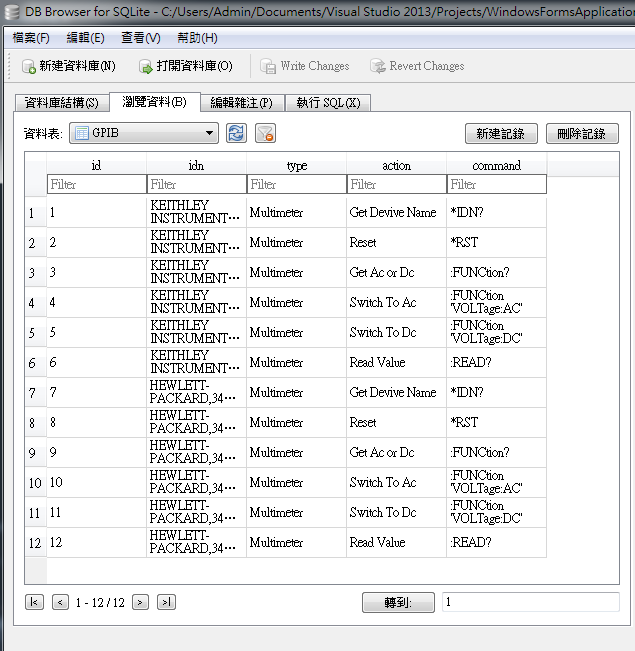 DB Browser for SQLite - C:/Users/Admin/Documents/Visual Studio 2013/Projects/WindowsFormsApplication
檔案(F) 編輯(E) 查看(V) 幫助(H)
新建資料庫(N) 打開資料庫(O) Write Changes Revert Changes
資料庫結構(S) 瀏覽資料(B) 編輯雜注(P) 執行 SQL(X)
資料表: GPIB 新建記錄 刪除記錄
id idn type action command
Filter Filter Filter Filter Filter
1 1 KEITHLEY INSTRUMENT… Multimeter Get Devive Name *IDN?
2 2 KEITHLEY INSTRUMENT… Multimeter Reset *RST
3 3 KEITHLEY INSTRUMENT… Multimeter Get Ac or Dc :FUNCtion?
4 4 KEITHLEY INSTRUMENT… Multimeter Switch To Ac :FUNCtion 'VOLTage:AC'
5 5 KEITHLEY INSTRUMENT… Multimeter Switch To Dc :FUNCtion 'VOLTage:DC'
6 6 KEITHLEY INSTRUMENT… Multimeter Read Value :READ?
7 7 HEWLETT-PACKARD,34… Multimeter Get Devive Name *IDN?
8 8 HEWLETT-PACKARD,34… Multimeter Reset *RST
9 9 HEWLETT-PACKARD,34… Multimeter Get Ac or Dc :FUNCtion?
10 10 HEWLETT-PACKARD,34… Multimeter Switch To Ac :FUNCtion 'VOLTage:AC'
11 11 HEWLETT-PACKARD,34… Multimeter Switch To Dc :FUNCtion 'VOLTage:DC'
12 12 HEWLETT-PACKARD,34… Multimeter Read Value :READ?
|< < 1 - 12 / 12 > >| 轉到: 1